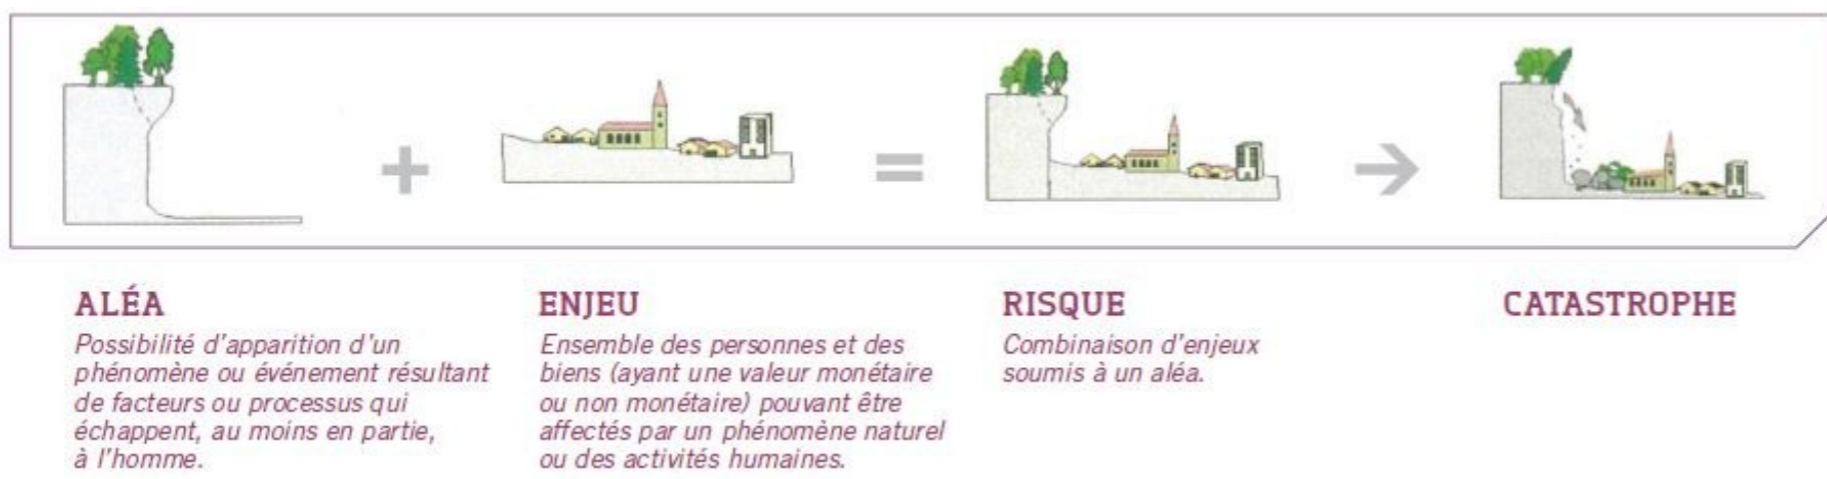 +
=
→
ALÉA
Possibilité d'apparition d'un
phénomène ou événement résultant
de facteurs ou processus qui
échappent, au moins en partie,
à l'homme.
ENJEU
Ensemble des personnes et des
biens (ayant une valeur monétaire
ou non monétaire) pouvant être
affectés par un phénomène naturel
ou des activités humaines.
RISQUE
Combinaison d'enjeux
soumis à un aléa.
CATASTROPHE